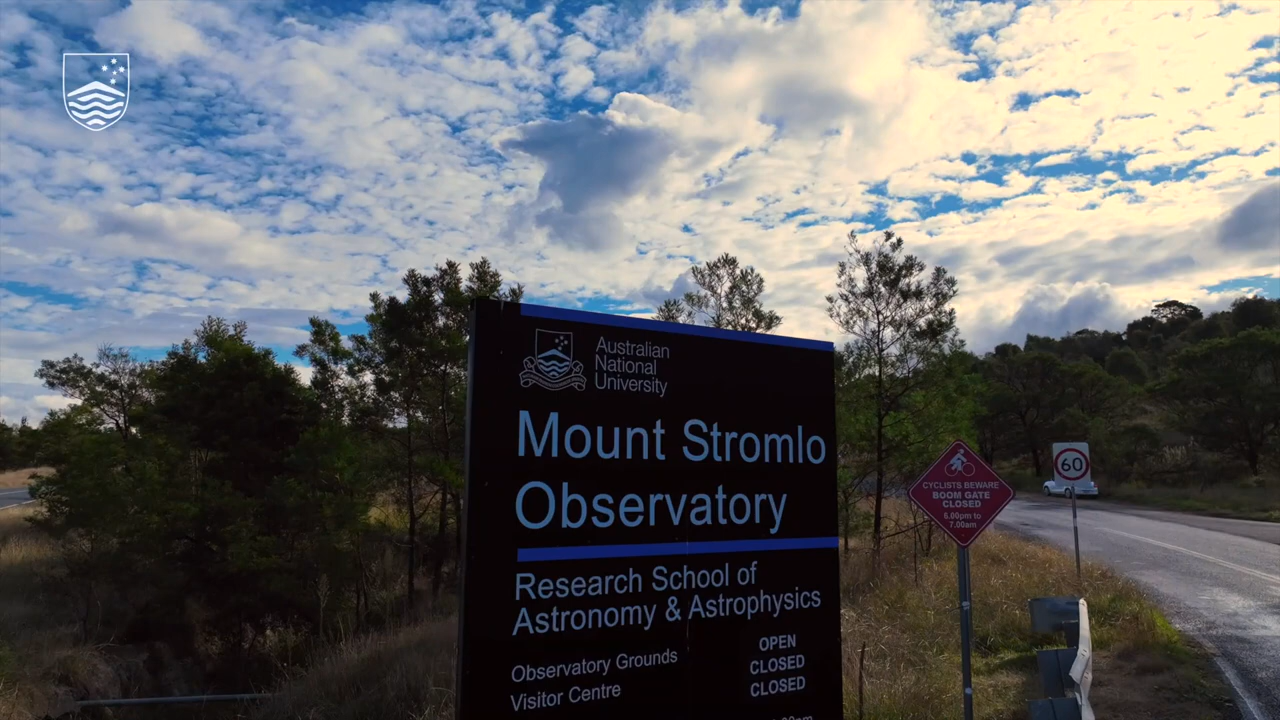 Australian
National
University
Mount Stromlo
Observatory
Research School of
Astronomy & Astrophysics
Observatory Grounds OPEN
Visitor Centre CLOSED
CLOSED
CYCLISTS BEWARE
BOOM GATE
CLOSED
6.00pm to
7.00am
60